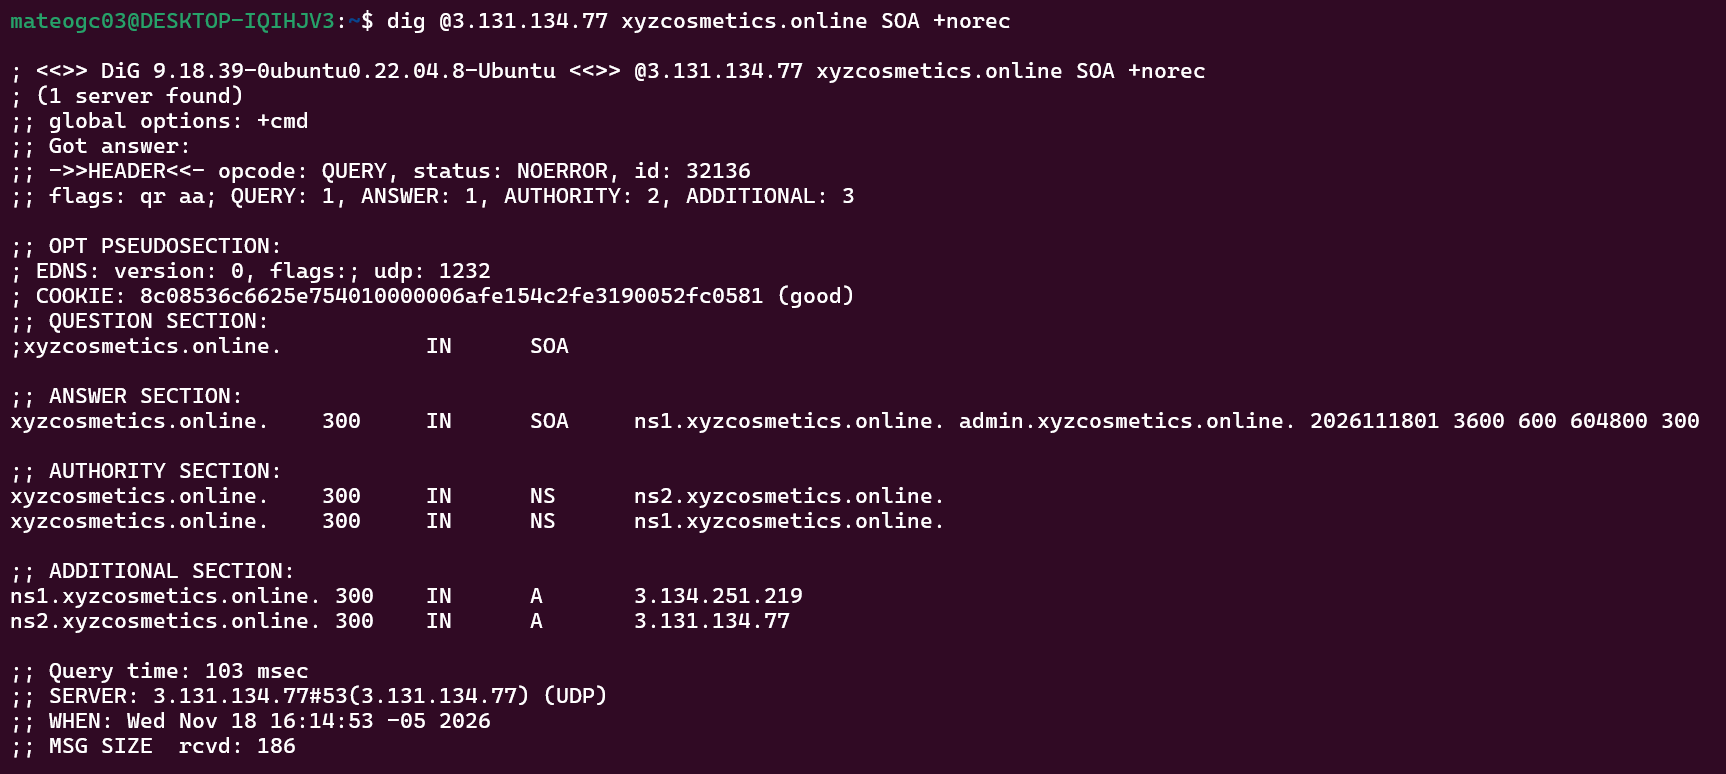 mateogc03@DESKTOP-IQIHJV3:~$ dig @3.131.134.77 xyzcosmetics.online SOA +norec
; <<>> DiG 9.18.39-0ubuntu0.22.04.8-Ubuntu <<>> @3.131.134.77 xyzcosmetics.online SOA +norec
; (1 server found)
;; global options: +cmd
;; Got answer:
;; ->>HEADER<<- opcode: QUERY, status: NOERROR, id: 32136
;; flags: qr aa; QUERY: 1, ANSWER: 1, AUTHORITY: 2, ADDITIONAL: 3
;; OPT PSEUDOSECTION:
; EDNS: version: 0, flags:; udp: 1232
; COOKIE: 8c08536c6625e754010000006afe154c2fe3190052fc0581 (good)
;; QUESTION SECTION:
;xyzcosmetics.online. IN SOA
;; ANSWER SECTION:
xyzcosmetics.online. 300 IN SOA ns1.xyzcosmetics.online. admin.xyzcosmetics.online. 2026111801 3600 600 604800 300
;; AUTHORITY SECTION:
xyzcosmetics.online. 300 IN NS ns2.xyzcosmetics.online.
xyzcosmetics.online. 300 IN NS ns1.xyzcosmetics.online.
;; ADDITIONAL SECTION:
ns1.xyzcosmetics.online. 300 IN A 3.134.251.219
ns2.xyzcosmetics.online. 300 IN A 3.131.134.77
;; Query time: 103 msec
;; SERVER: 3.131.134.77#53(3.131.134.77) (UDP)
;; WHEN: Wed Nov 18 16:14:53 -05 2026
;; MSG SIZE rcvd: 186